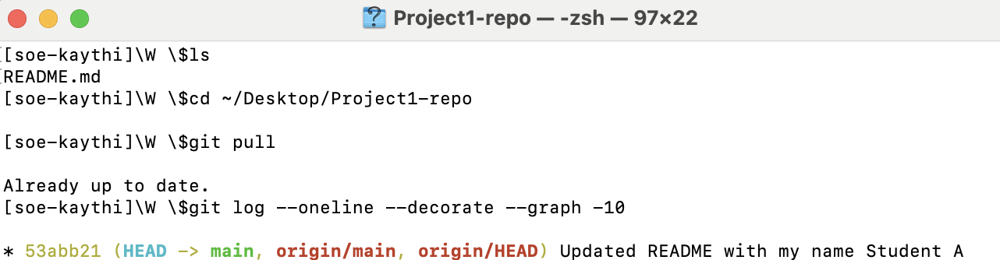 Project1-repo — -zsh — 97×22
[soe-kaythi]\W \$ls
README.md
[soe-kaythi]\W \$cd ~/Desktop/Project1-repo
[soe-kaythi]\W \$git pull
Already up to date.
[soe-kaythi]\W \$git log --oneline --decorate --graph -10
* 53abb21 (HEAD -> main, origin/main, origin/HEAD) Updated README with my name Student A